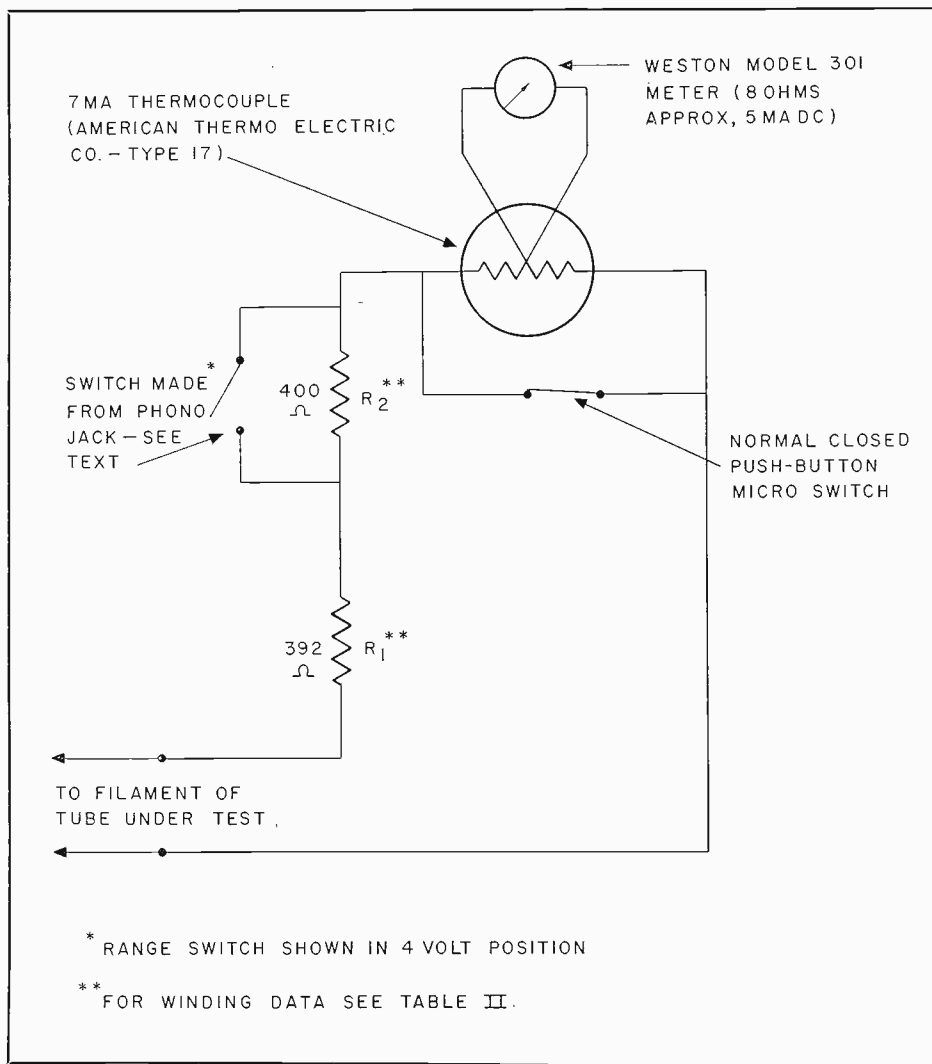 WESTON MODEL 301
METER (8 OHMS
APPROX, 5 MA DC)
7 MA THERMOCOUPLE
(AMERICAN THERMO ELECTRIC
CO. – TYPE 17)
SWITCH MADE*
FROM PHONO
JACK – SEE
TEXT
400
Ω
R2**
NORMAL CLOSED
PUSH-BUTTON
MICRO SWITCH
392
Ω
R1**
TO FILAMENT OF
TUBE UNDER TEST
* RANGE SWITCH SHOWN IN 4 VOLT POSITION
** FOR WINDING DATA SEE TABLE II.